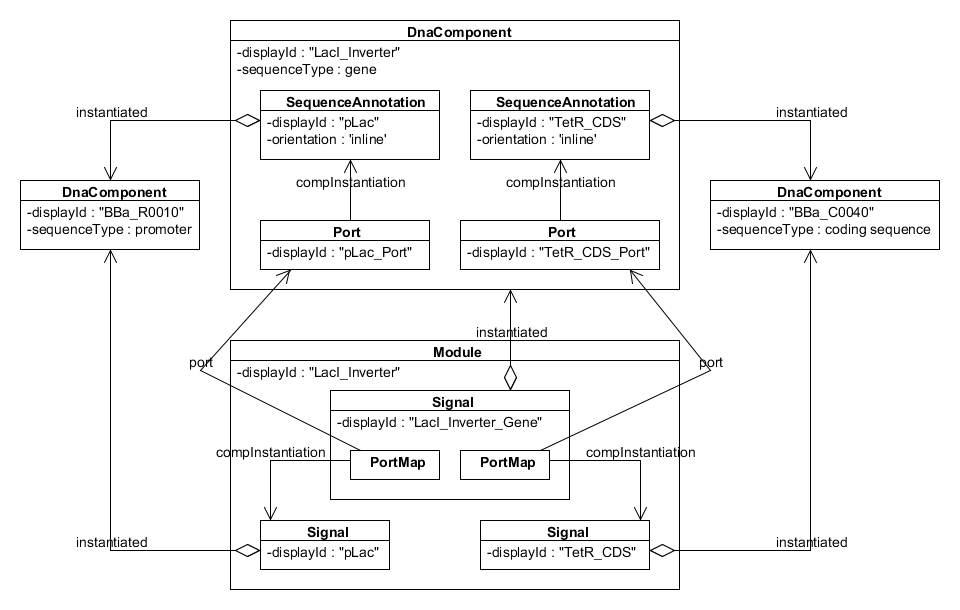 DnaComponent
-displayId : "LacI_Inverter"
-sequenceType : gene
instantiated
SequenceAnnotation
-displayId : "pLac"
-orientation : 'inline'
SequenceAnnotation
-displayId : "TetR_CDS"
-orientation : 'inline'
instantiated
compInstantiation
compInstantiation
DnaComponent
-displayId : "BBa_R0010"
-sequenceType : promoter
DnaComponent
-displayId : "BBa_C0040"
-sequenceType : coding sequence
Port
-displayId : "pLac_Port"
Port
-displayId : "TetR_CDS_Port"
instantiated
Module
-displayId : "LacI_Inverter"
port
port
Signal
-displayId : "LacI_Inverter_Gene"
compInstantiation
PortMap
PortMap
compInstantiation
Signal
-displayId : "pLac"
Signal
-displayId : "TetR_CDS"
instantiated
instantiated